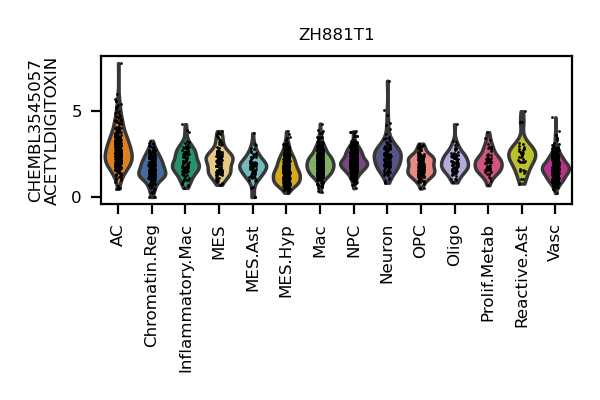 ZH881T1
CHEMBL3545057
ACETYLDIGITOXIN
5
0
AC
Chromatin.Reg
Inflammatory.Mac
MES
MES.Ast
MES.Hyp
Mac
NPC
Neuron
OPC
Oligo
Prolif.Metab
Reactive.Ast
Vasc